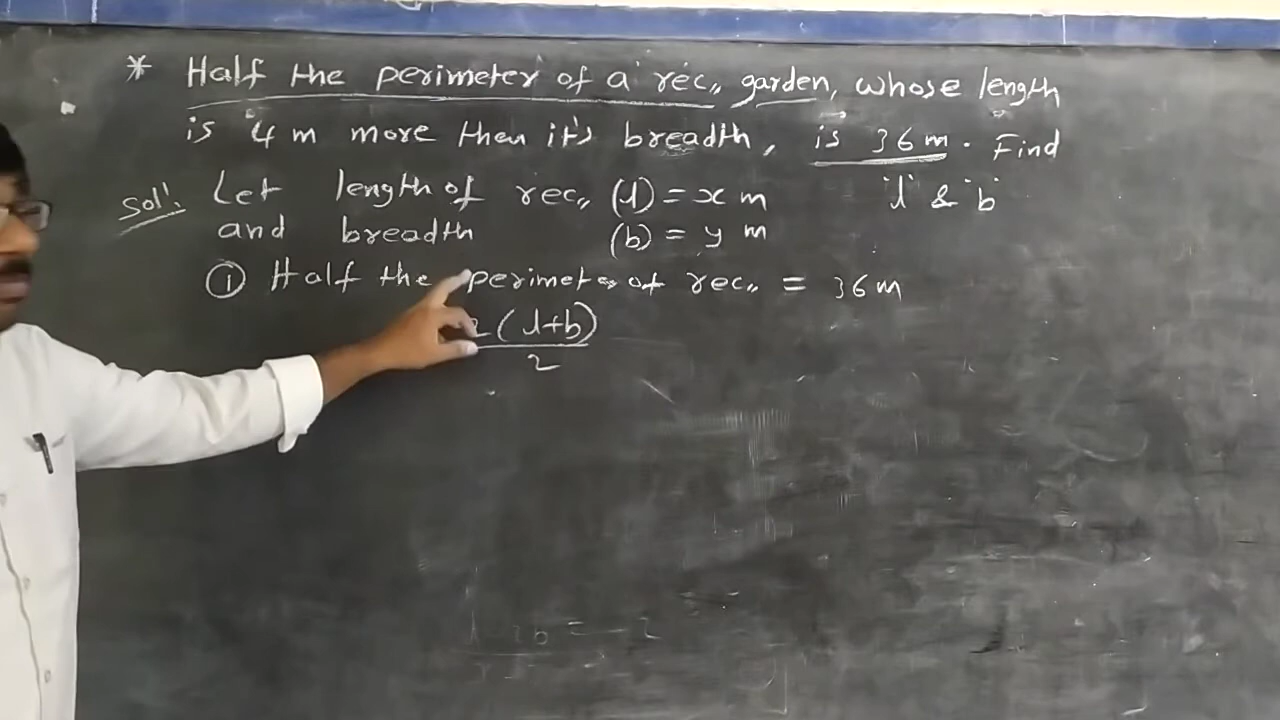 * Half the perimeter of a rec,, garden, whose length
is 4 m more then it's breadth, is 36 m. Find
'l' & 'b'
Sol': Let length of rec,, (l) = x m
and breadth (b) = y m
① Half the perimeter of rec,, = 36 m
2(l+b)
2